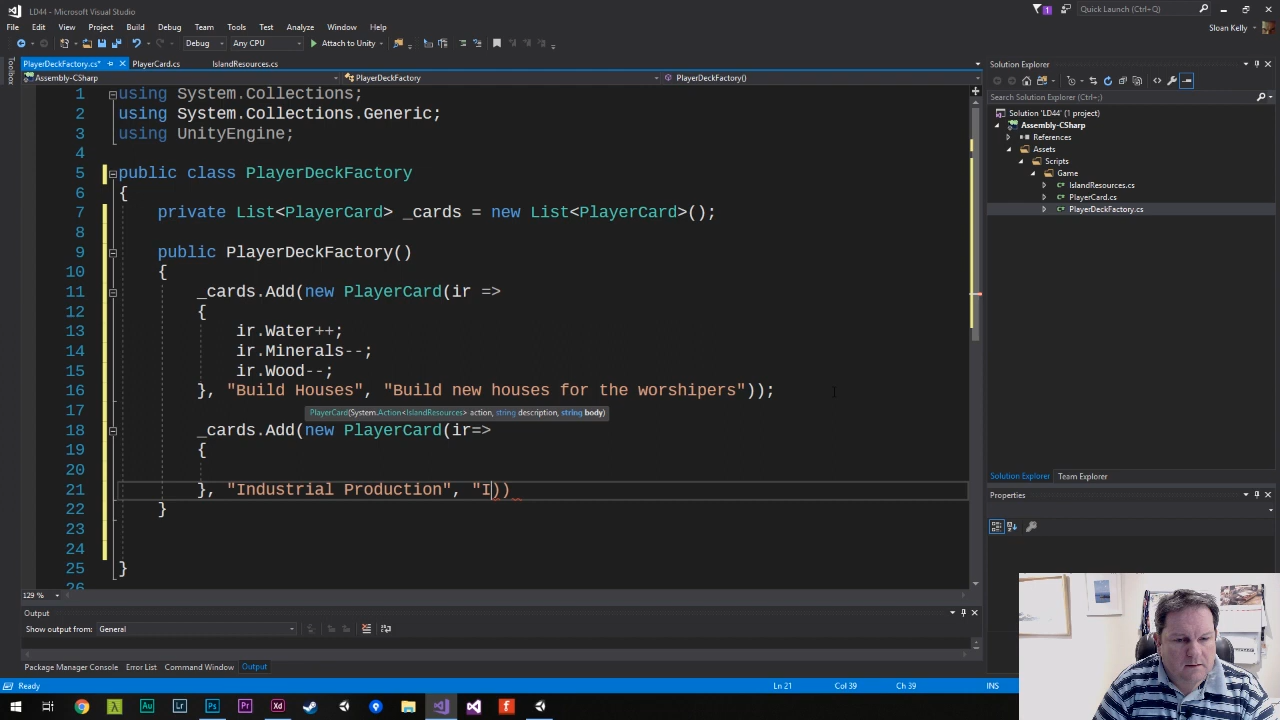 LD44 - Microsoft Visual Studio
Quick Launch (Ctrl+Q)
File Edit View Project Build Debug Team Tools Test Analyze Window Help
Sloan Kelly
Debug Any CPU Attach to Unity
PlayerDeckFactory.cs* PlayerCard.cs IslandResources.cs
Assembly-CSharp PlayerDeckFactory PlayerDeckFactory()
Toolbox
1 using System.Collections;
2 using System.Collections.Generic;
3 using UnityEngine;
4
5 public class PlayerDeckFactory
6 {
7 private List<PlayerCard> _cards = new List<PlayerCard>();
8
9 public PlayerDeckFactory()
10 {
11 _cards.Add(new PlayerCard(ir =>
12 {
13 ir.Water++;
14 ir.Minerals--;
15 ir.Wood--;
16 }, "Build Houses", "Build new houses for the worshipers"));
17 PlayerCard(System.Action<IslandResources> action, string description, string body)
18 _cards.Add(new PlayerCard(ir=>
19 {
20
21 }, "Industrial Production", "I))
22 }
23
24
25 }
26
129 %
Solution Explorer
Search Solution Explorer (Ctrl+;)
Solution 'LD44' (1 project)
Assembly-CSharp
References
Assets
Scripts
Game
IslandResources.cs
PlayerCard.cs
PlayerDeckFactory.cs
Solution Explorer Team Explorer
Properties
Output
Show output from: General
Package Manager Console Error List Command Window Output
Ready Ln 21 Col 39 Ch 39 INS